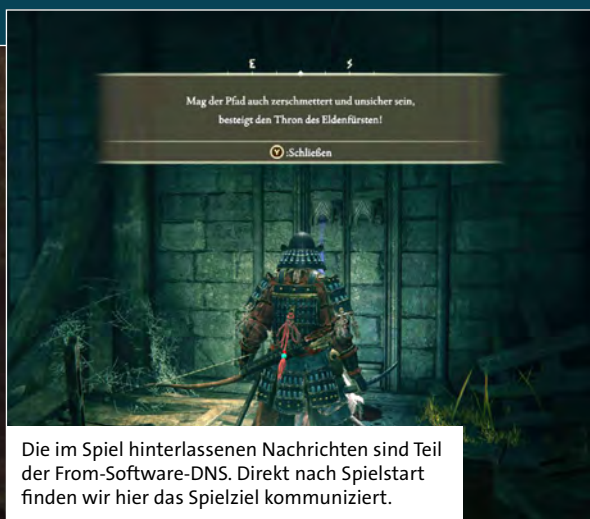 E S
Mag der Pfad auch zerschmettert und unsicher sein,
besteigt den Thron des Eldenfürsten!
Y :Schließen
Die im Spiel hinterlassenen Nachrichten sind Teil
der From-Software-DNS. Direkt nach Spielstart
finden wir hier das Spielziel kommuniziert.